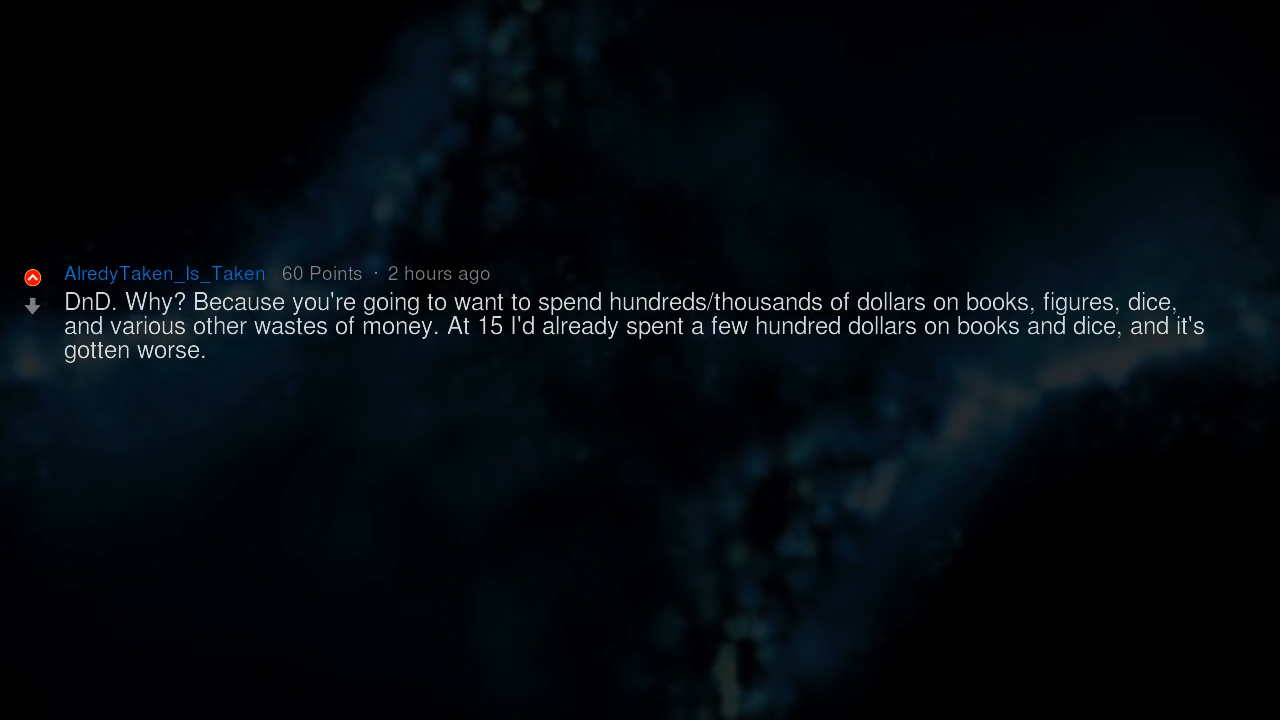 AlredyTaken_Is_Taken 60 Points · 2 hours ago
DnD. Why? Because you're going to want to spend hundreds/thousands of dollars on books, figures, dice,
and various other wastes of money. At 15 I'd already spent a few hundred dollars on books and dice, and it's
gotten worse.